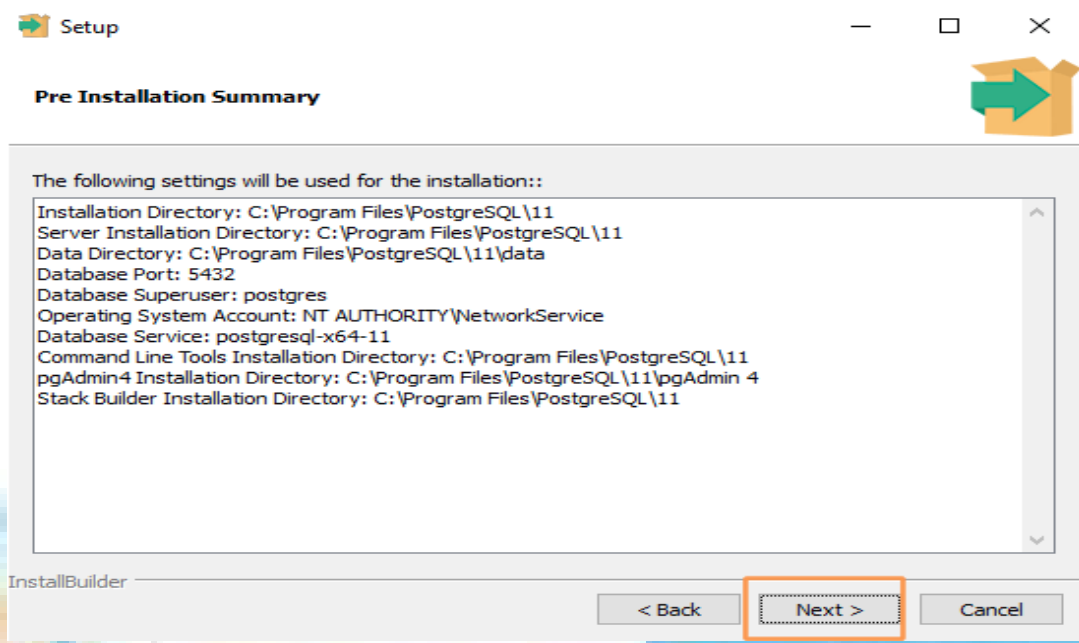 Setup
Pre Installation Summary
The following settings will be used for the installation::
Installation Directory: C:\Program Files\PostgreSQL\11
Server Installation Directory: C:\Program Files\PostgreSQL\11
Data Directory: C:\Program Files\PostgreSQL\11\data
Database Port: 5432
Database Superuser: postgres
Operating System Account: NT AUTHORITY\NetworkService
Database Service: postgresql-x64-11
Command Line Tools Installation Directory: C:\Program Files\PostgreSQL\11
pgAdmin4 Installation Directory: C:\Program Files\PostgreSQL\11\pgAdmin 4
Stack Builder Installation Directory: C:\Program Files\PostgreSQL\11
InstallBuilder
< Back Next > Cancel